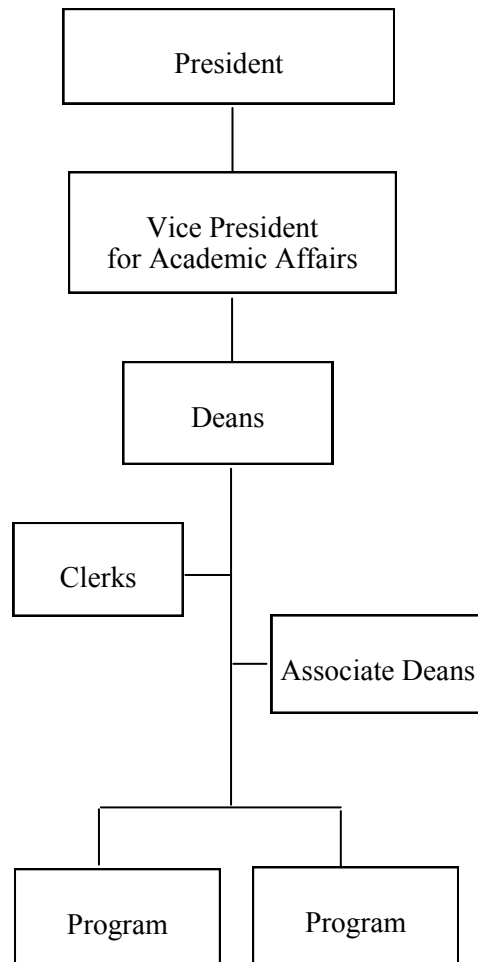 President
Vice President
for Academic Affairs
Deans
Clerks
Associate Deans
Program
Program